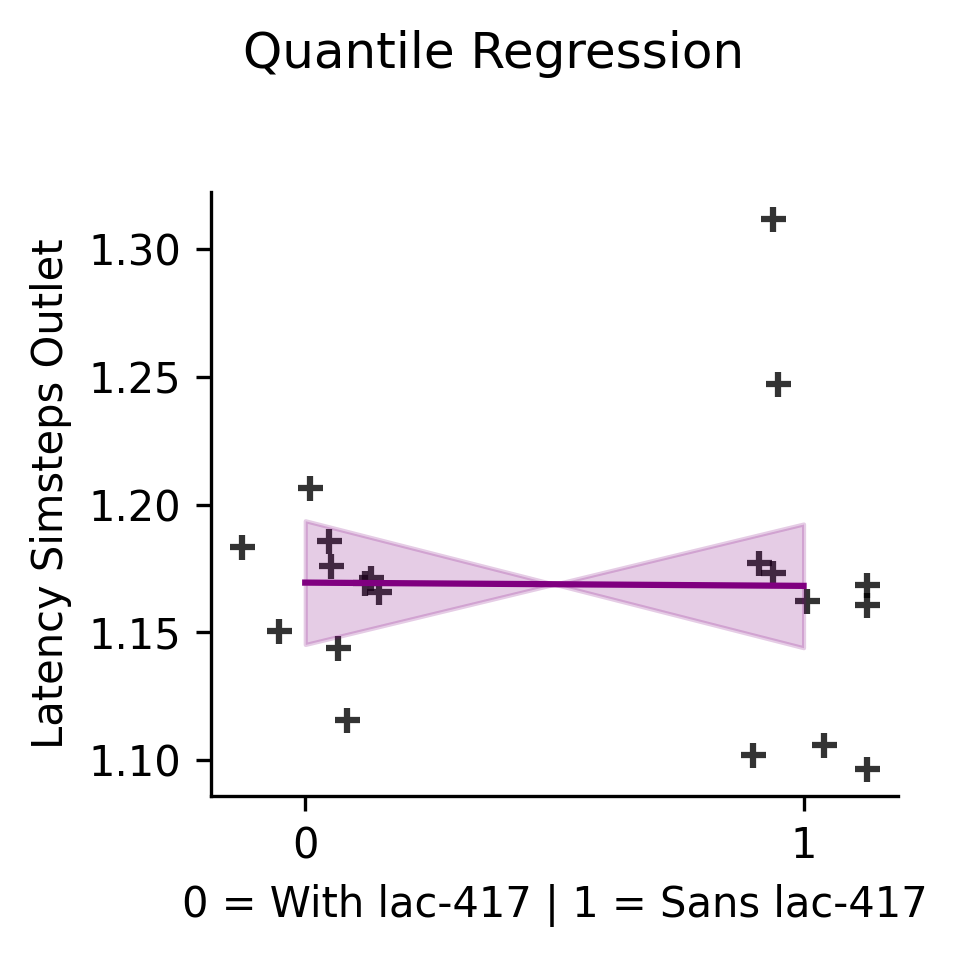 Quantile Regression
Latency Simsteps Outlet
1.30
1.25
1.20
1.15
1.10
0 1
0 = With lac-417 | 1 = Sans lac-417